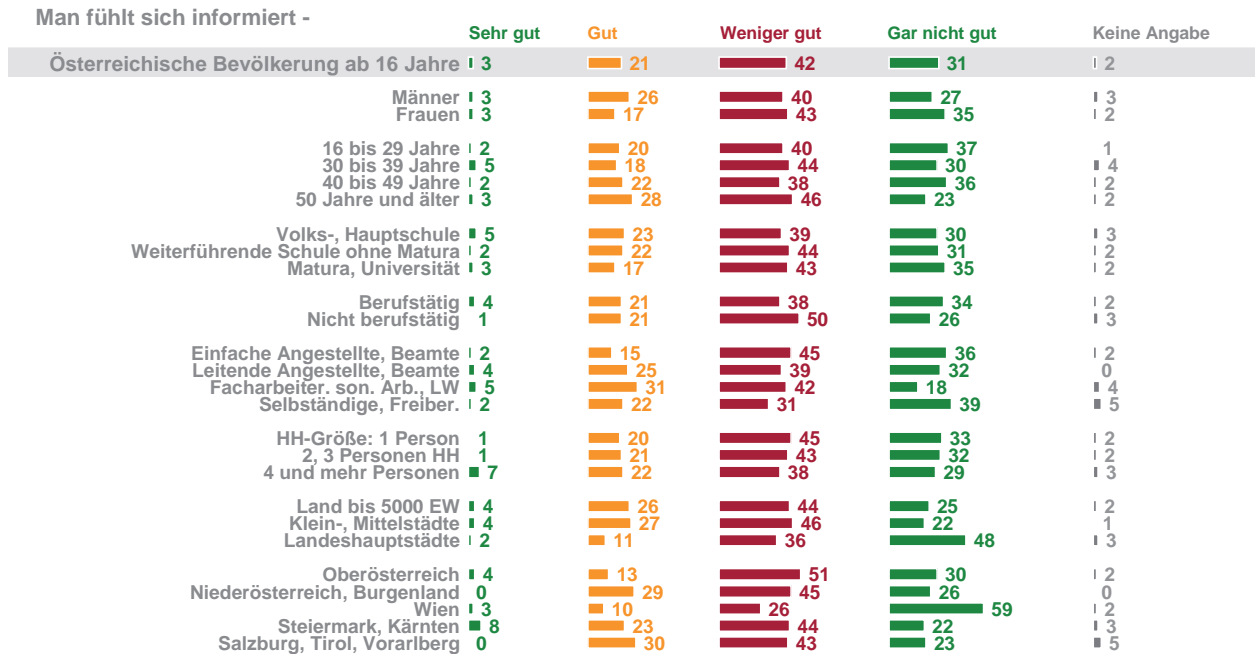 Man fühlt sich informiert -
Sehr gut Gut Weniger gut Gar nicht gut Keine Angabe
Österreichische Bevölkerung ab 16 Jahre 3 21 42 31 2
Männer 3 26 40 27 3
Frauen 3 17 43 35 2
16 bis 29 Jahre 2 20 40 37 1
30 bis 39 Jahre 5 18 44 30 4
40 bis 49 Jahre 2 22 38 36 2
50 Jahre und älter 3 28 46 23 2
Volks-, Hauptschule 5 23 39 30 3
Weiterführende Schule ohne Matura 2 22 44 31 2
Matura, Universität 3 17 43 35 2
Berufstätig 4 21 38 34 2
Nicht berufstätig 1 21 50 26 3
Einfache Angestellte, Beamte 2 15 45 36 2
Leitende Angestellte, Beamte 4 25 39 32 0
Facharbeiter. son. Arb., LW 5 31 42 18 4
Selbständige, Freiber. 2 22 31 39 5
HH-Größe: 1 Person 1 20 45 33 2
2, 3 Personen HH 1 21 43 32 2
4 und mehr Personen 7 22 38 29 3
Land bis 5000 EW 4 26 44 25 2
Klein-, Mittelstädte 4 27 46 22 1
Landeshauptstädte 2 11 36 48 3
Oberösterreich 4 13 51 30 2
Niederösterreich, Burgenland 0 29 45 26 0
Wien 3 10 26 59 2
Steiermark, Kärnten 8 23 44 22 3
Salzburg, Tirol, Vorarlberg 0 30 43 23 5